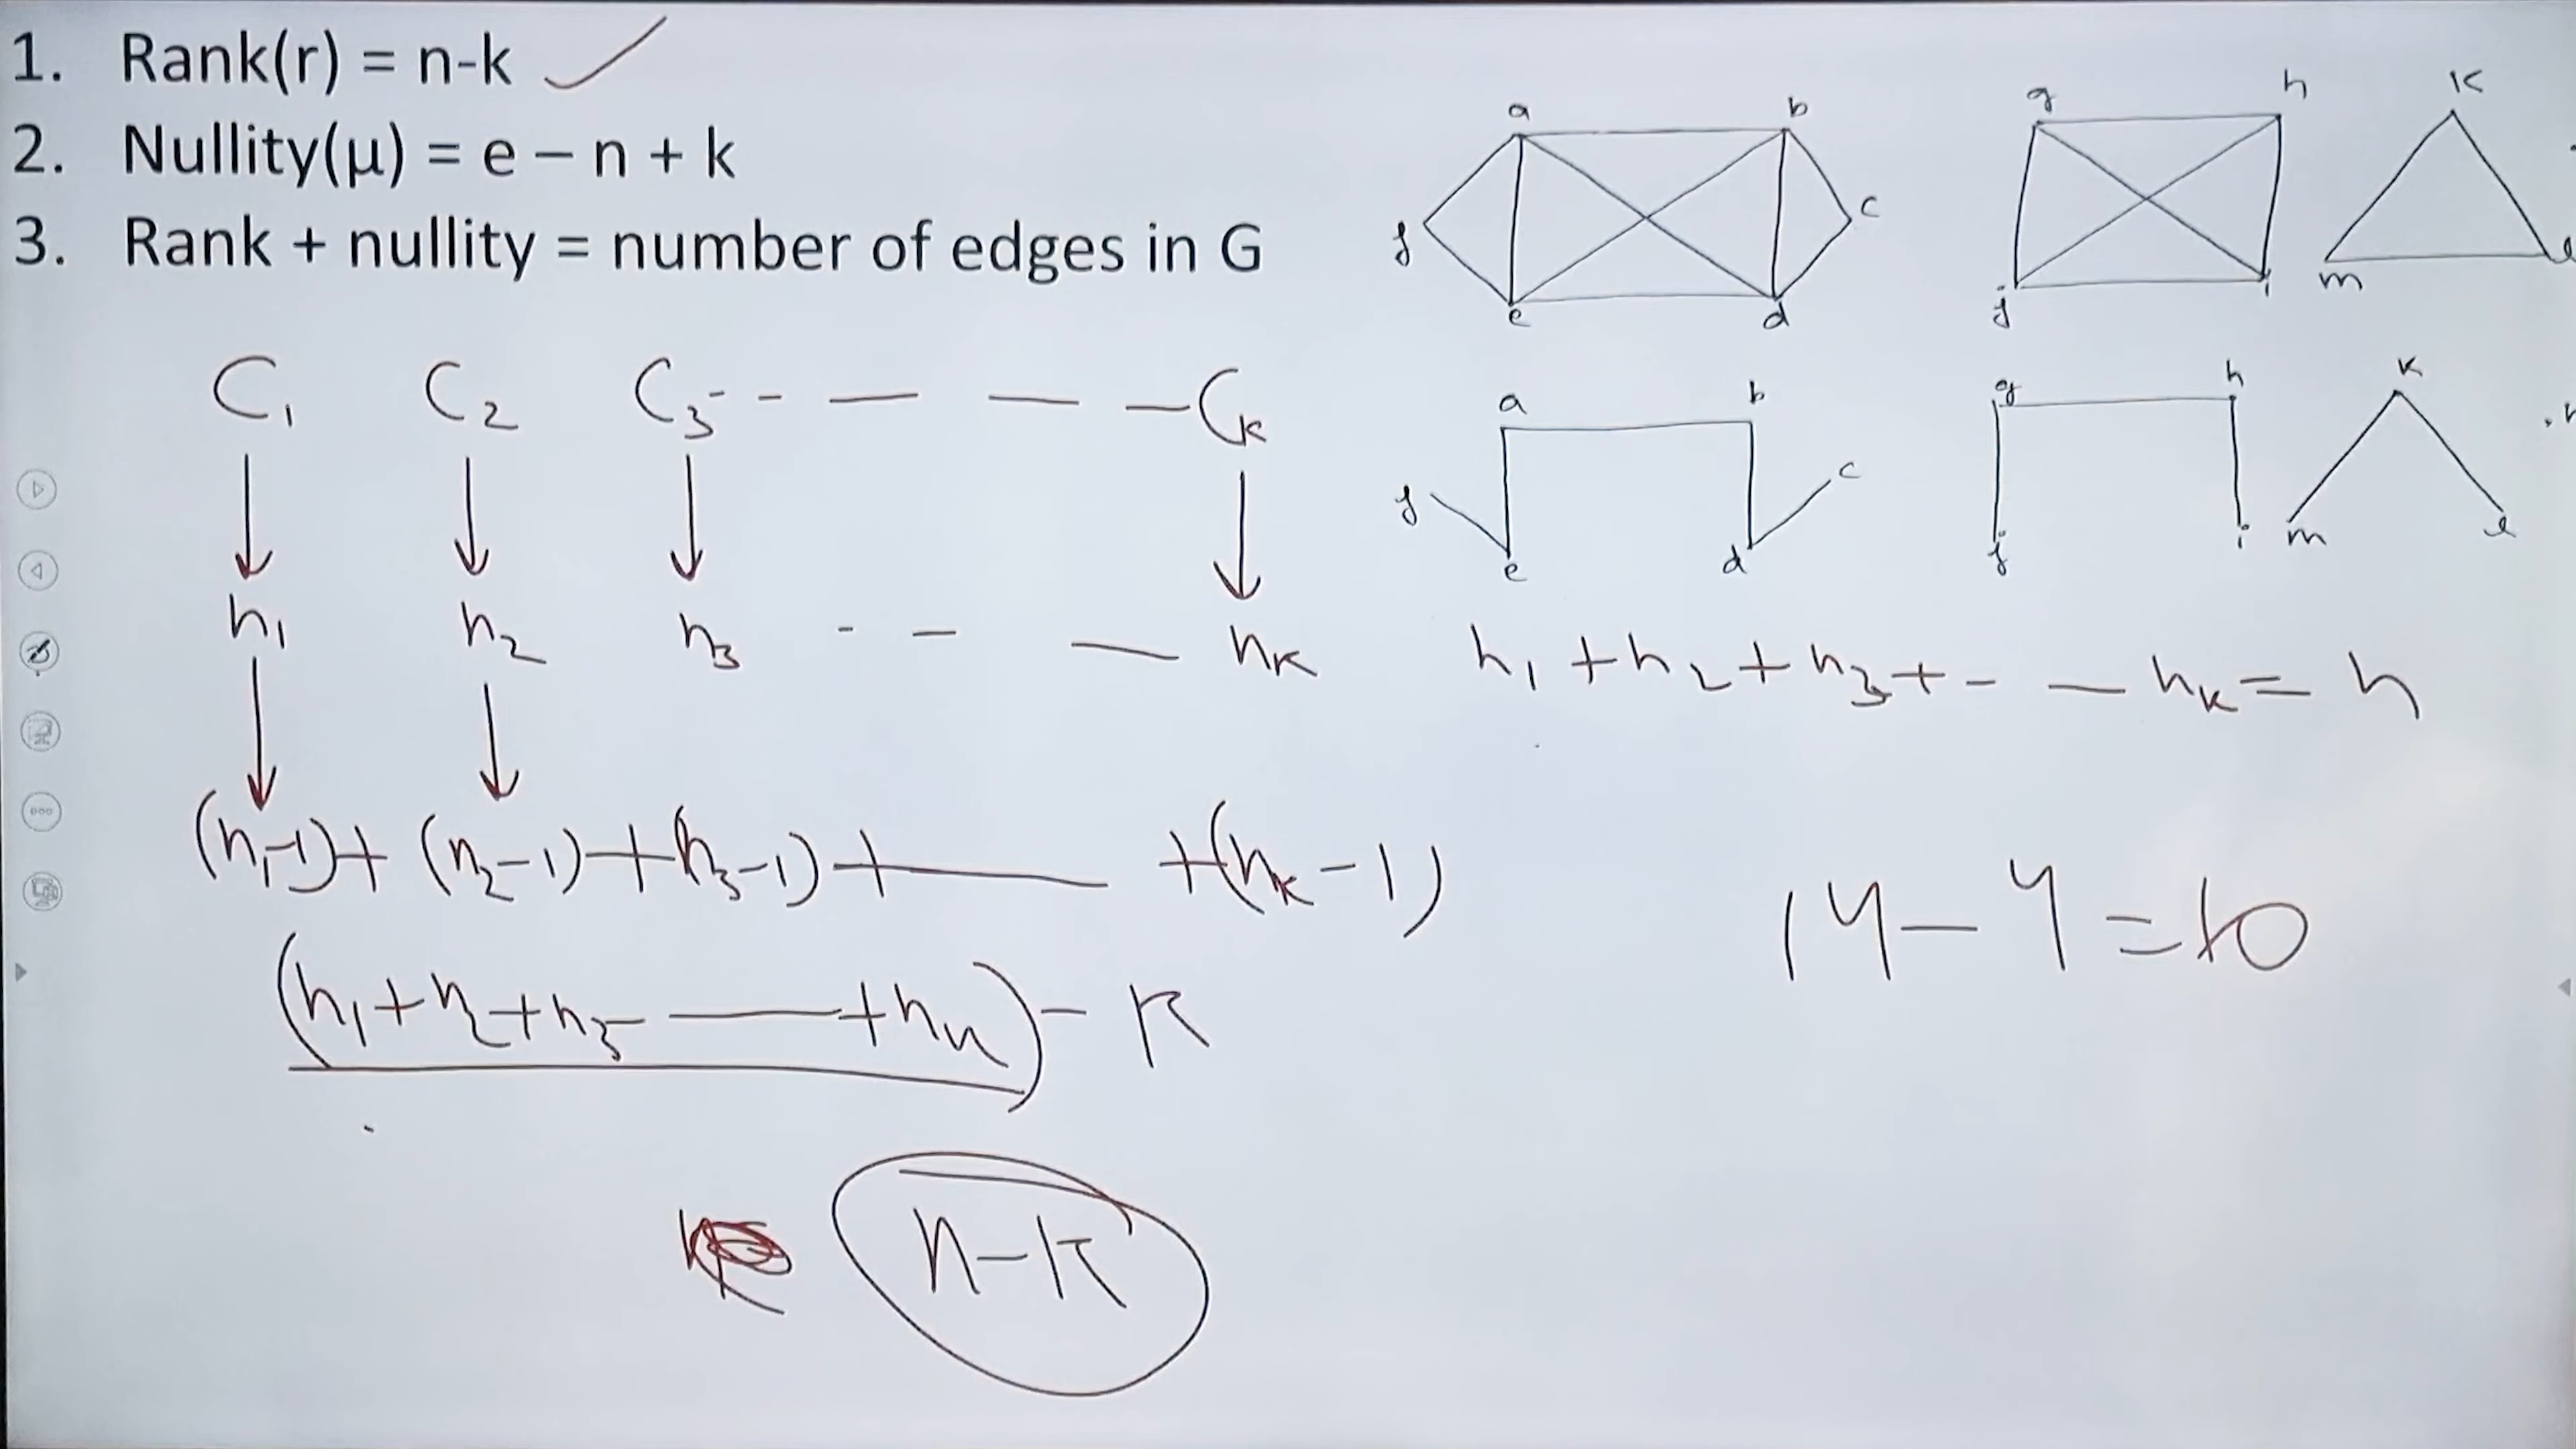 1. Rank(r) = n-k
2. Nullity(μ) = e – n + k
3. Rank + nullity = number of edges in G
a b c d e f
g h i j
k l m
a b c d e f
g h i j
k l m
C1 C2 C3 - - — — — Ck
n1 n2 n3 - - — nk
n1 + n2 + n3 + - — nk = n
(n1-1) + (n2-1) + (n3-1) + —— + (nk-1)
14 - 4 = 10
(n1 + n2 + n3 —— + nk) - k
n-k